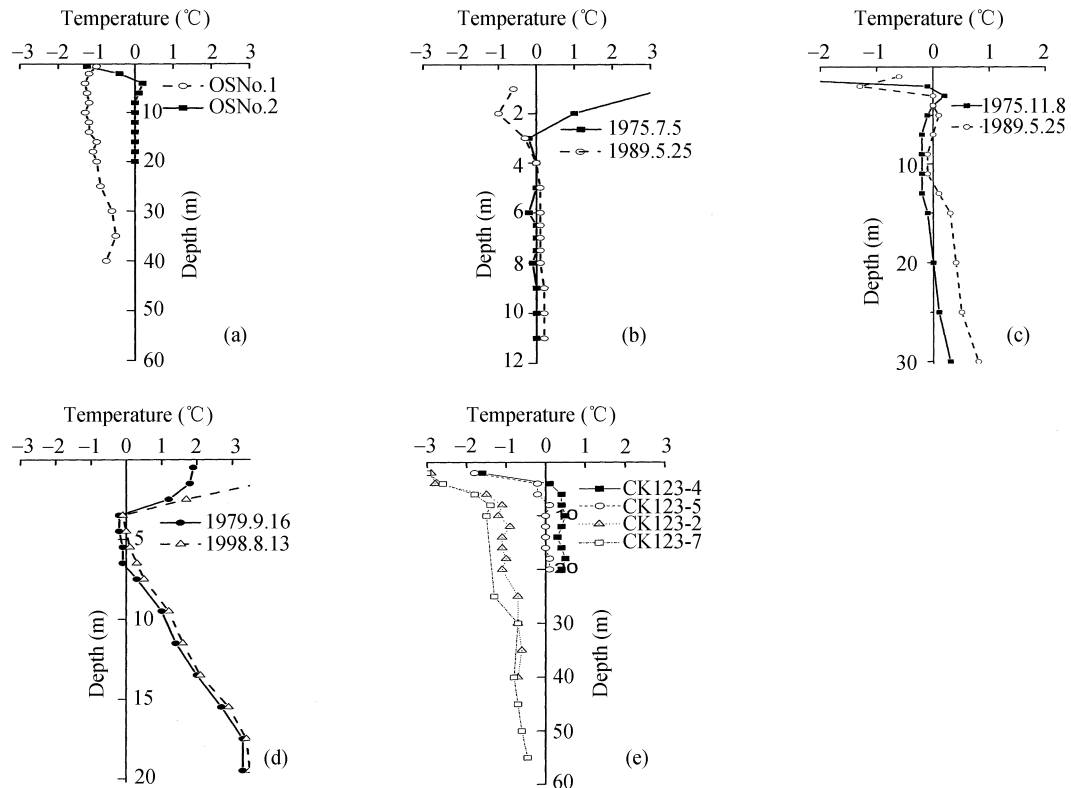 Temperature (℃)
−3 −2 −1 0 1 2 3
OSNo.1
OSNo.2
10
20
30
40
50
60
Depth (m)
(a)
Temperature (℃)
−3 −2 −1 0 1 2 3
2
4
6
8
10
12
1975.7.5
1989.5.25
Depth (m)
(b)
Temperature (℃)
−2 −1 0 1 2
1975.11.8
1989.5.25
10
20
30
Depth (m)
(c)
Temperature (℃)
−3 −2 −1 0 1 2 3
1979.9.16
1998.8.13
5
10
15
20
Depth (m)
(d)
Temperature (℃)
−3 −2 −1 0 1 2 3
CK123-4
CK123-5
CK123-2
CK123-7
10
20
30
40
50
60
Depth (m)
(e)